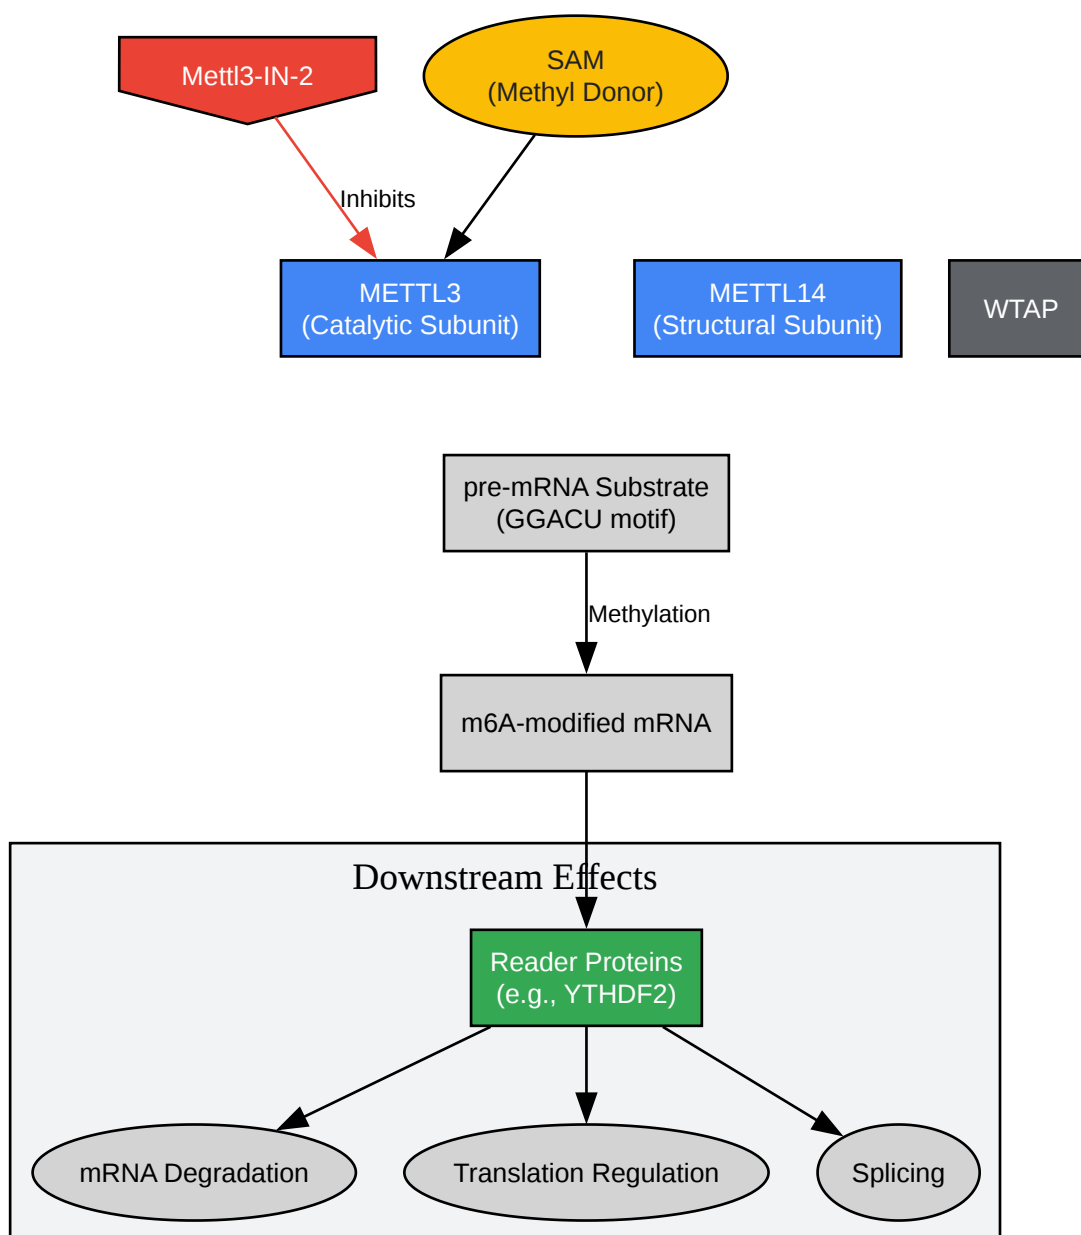 Mettl3-IN-2
SAM
(Methyl Donor)
Inhibits
METTL3
(Catalytic Subunit)
METTL14
(Structural Subunit)
WTAP
pre-mRNA Substrate
(GGACU motif)
Methylation
m6A-modified mRNA
Downstream Effects
Reader Proteins
(e.g., YTHDF2)
mRNA Degradation
Translation Regulation
Splicing